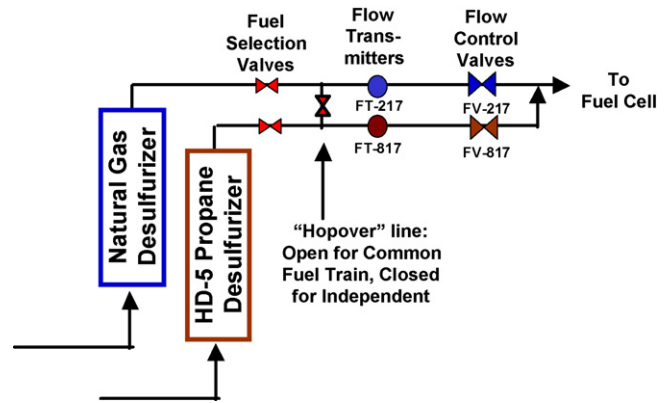 Fuel
Selection
Valves
Flow
Trans-
mitters
Flow
Control
Valves
To
Fuel Cell
FT-217
FV-217
FT-817
FV-817
Natural Gas
Desulfurizer
HD-5 Propane
Desulfurizer
“Hopover” line:
Open for Common
Fuel Train, Closed
for Independent